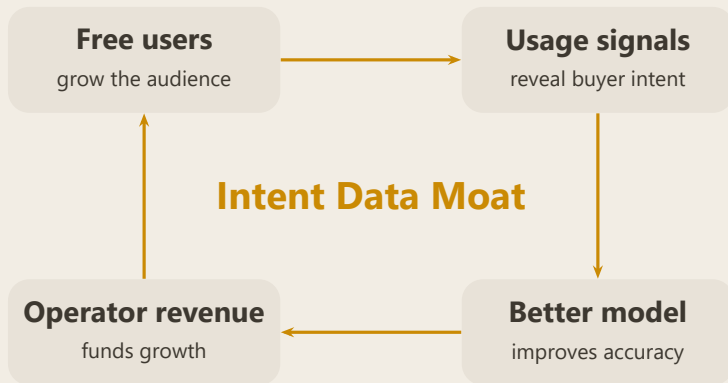 Free users
grow the audience
Usage signals
reveal buyer intent
Intent Data Moat
Operator revenue
funds growth
Better model
improves accuracy